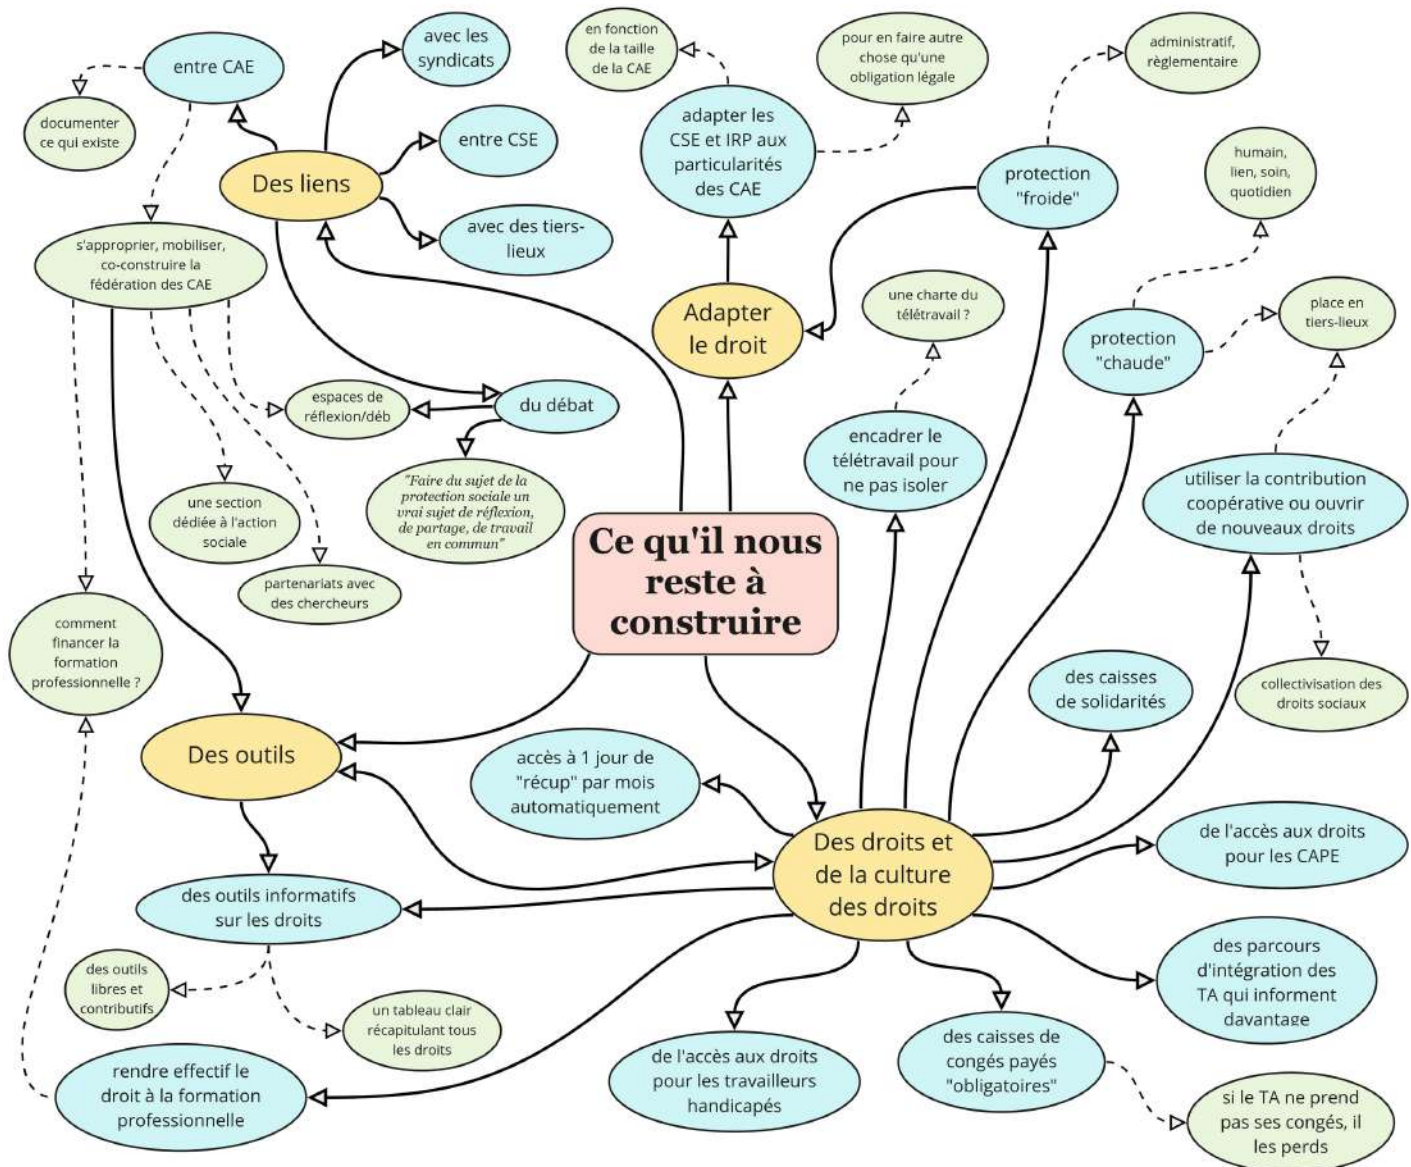 avec les
syndicats
entre CAE
documenter
ce qui existe
entre CSE
Des liens
avec des tiers-
lieux
s'approprier, mobiliser,
co-construire la
fédération des CAE
en fonction
de la taille
de la CAE
pour en faire autre
chose qu'une
obligation légale
adapter les
CSE et IRP aux
particularités
des CAE
administratif,
règlementaire
protection
"froide"
humain,
lien, soin,
quotidien
Adapter
le droit
une charte du
télétravail ?
place en
tiers-lieux
protection
"chaude"
espaces de
réflexion/déb
du débat
"Faire du sujet de la
protection sociale un
vrai sujet de réflexion,
de partage, de travail
en commun"
encadrer le
télétravail pour
ne pas isoler
utiliser la contribution
coopérative ou ouvrir
de nouveaux droits
une section
dédiée à l'action
sociale
partenariats avec
des chercheurs
Ce qu'il nous
reste à
construire
comment
financer la
formation
professionnelle ?
des caisses
de solidarités
collectivisation des
droits sociaux
Des outils
accès à 1 jour de
"récup" par mois
automatiquement
Des droits et
de la culture
des droits
de l'accès aux droits
pour les CAPE
des outils informatifs
sur les droits
des parcours
d'intégration des
TA qui informent
davantage
des outils
libres et
contributifs
un tableau clair
récapitulant tous
les droits
rendre effectif le
droit à la formation
professionnelle
de l'accès aux droits
pour les travailleurs
handicapés
des caisses de
congés payés
"obligatoires"
si le TA ne prend
pas ses congés, il
les perds